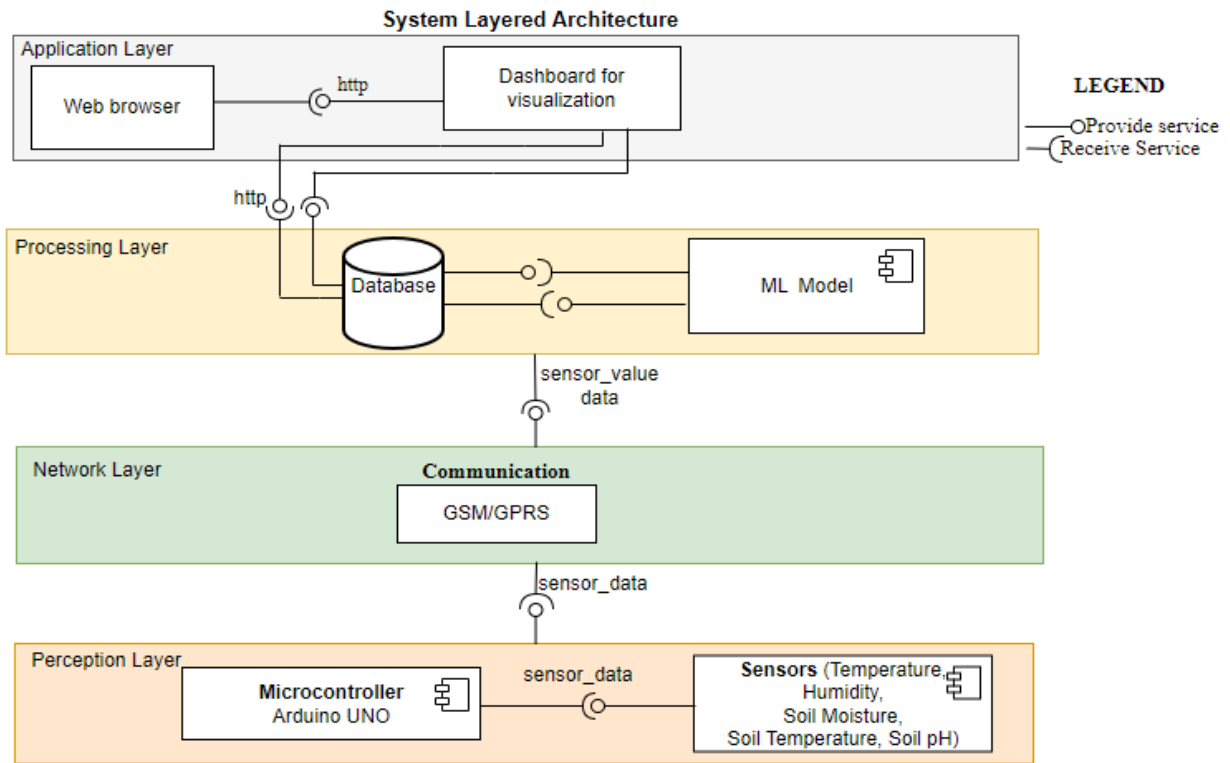 System Layered Architecture
Application Layer
Web browser
http
Dashboard for
visualization
LEGEND
Provide service
Receive Service
http
Processing Layer
Database
ML Model
sensor_value
data
Network Layer
Communication
GSM/GPRS
sensor_data
Perception Layer
Microcontroller
Arduino UNO
sensor_data
Sensors (Temperature,
Humidity,
Soil Moisture,
Soil Temperature, Soil pH)